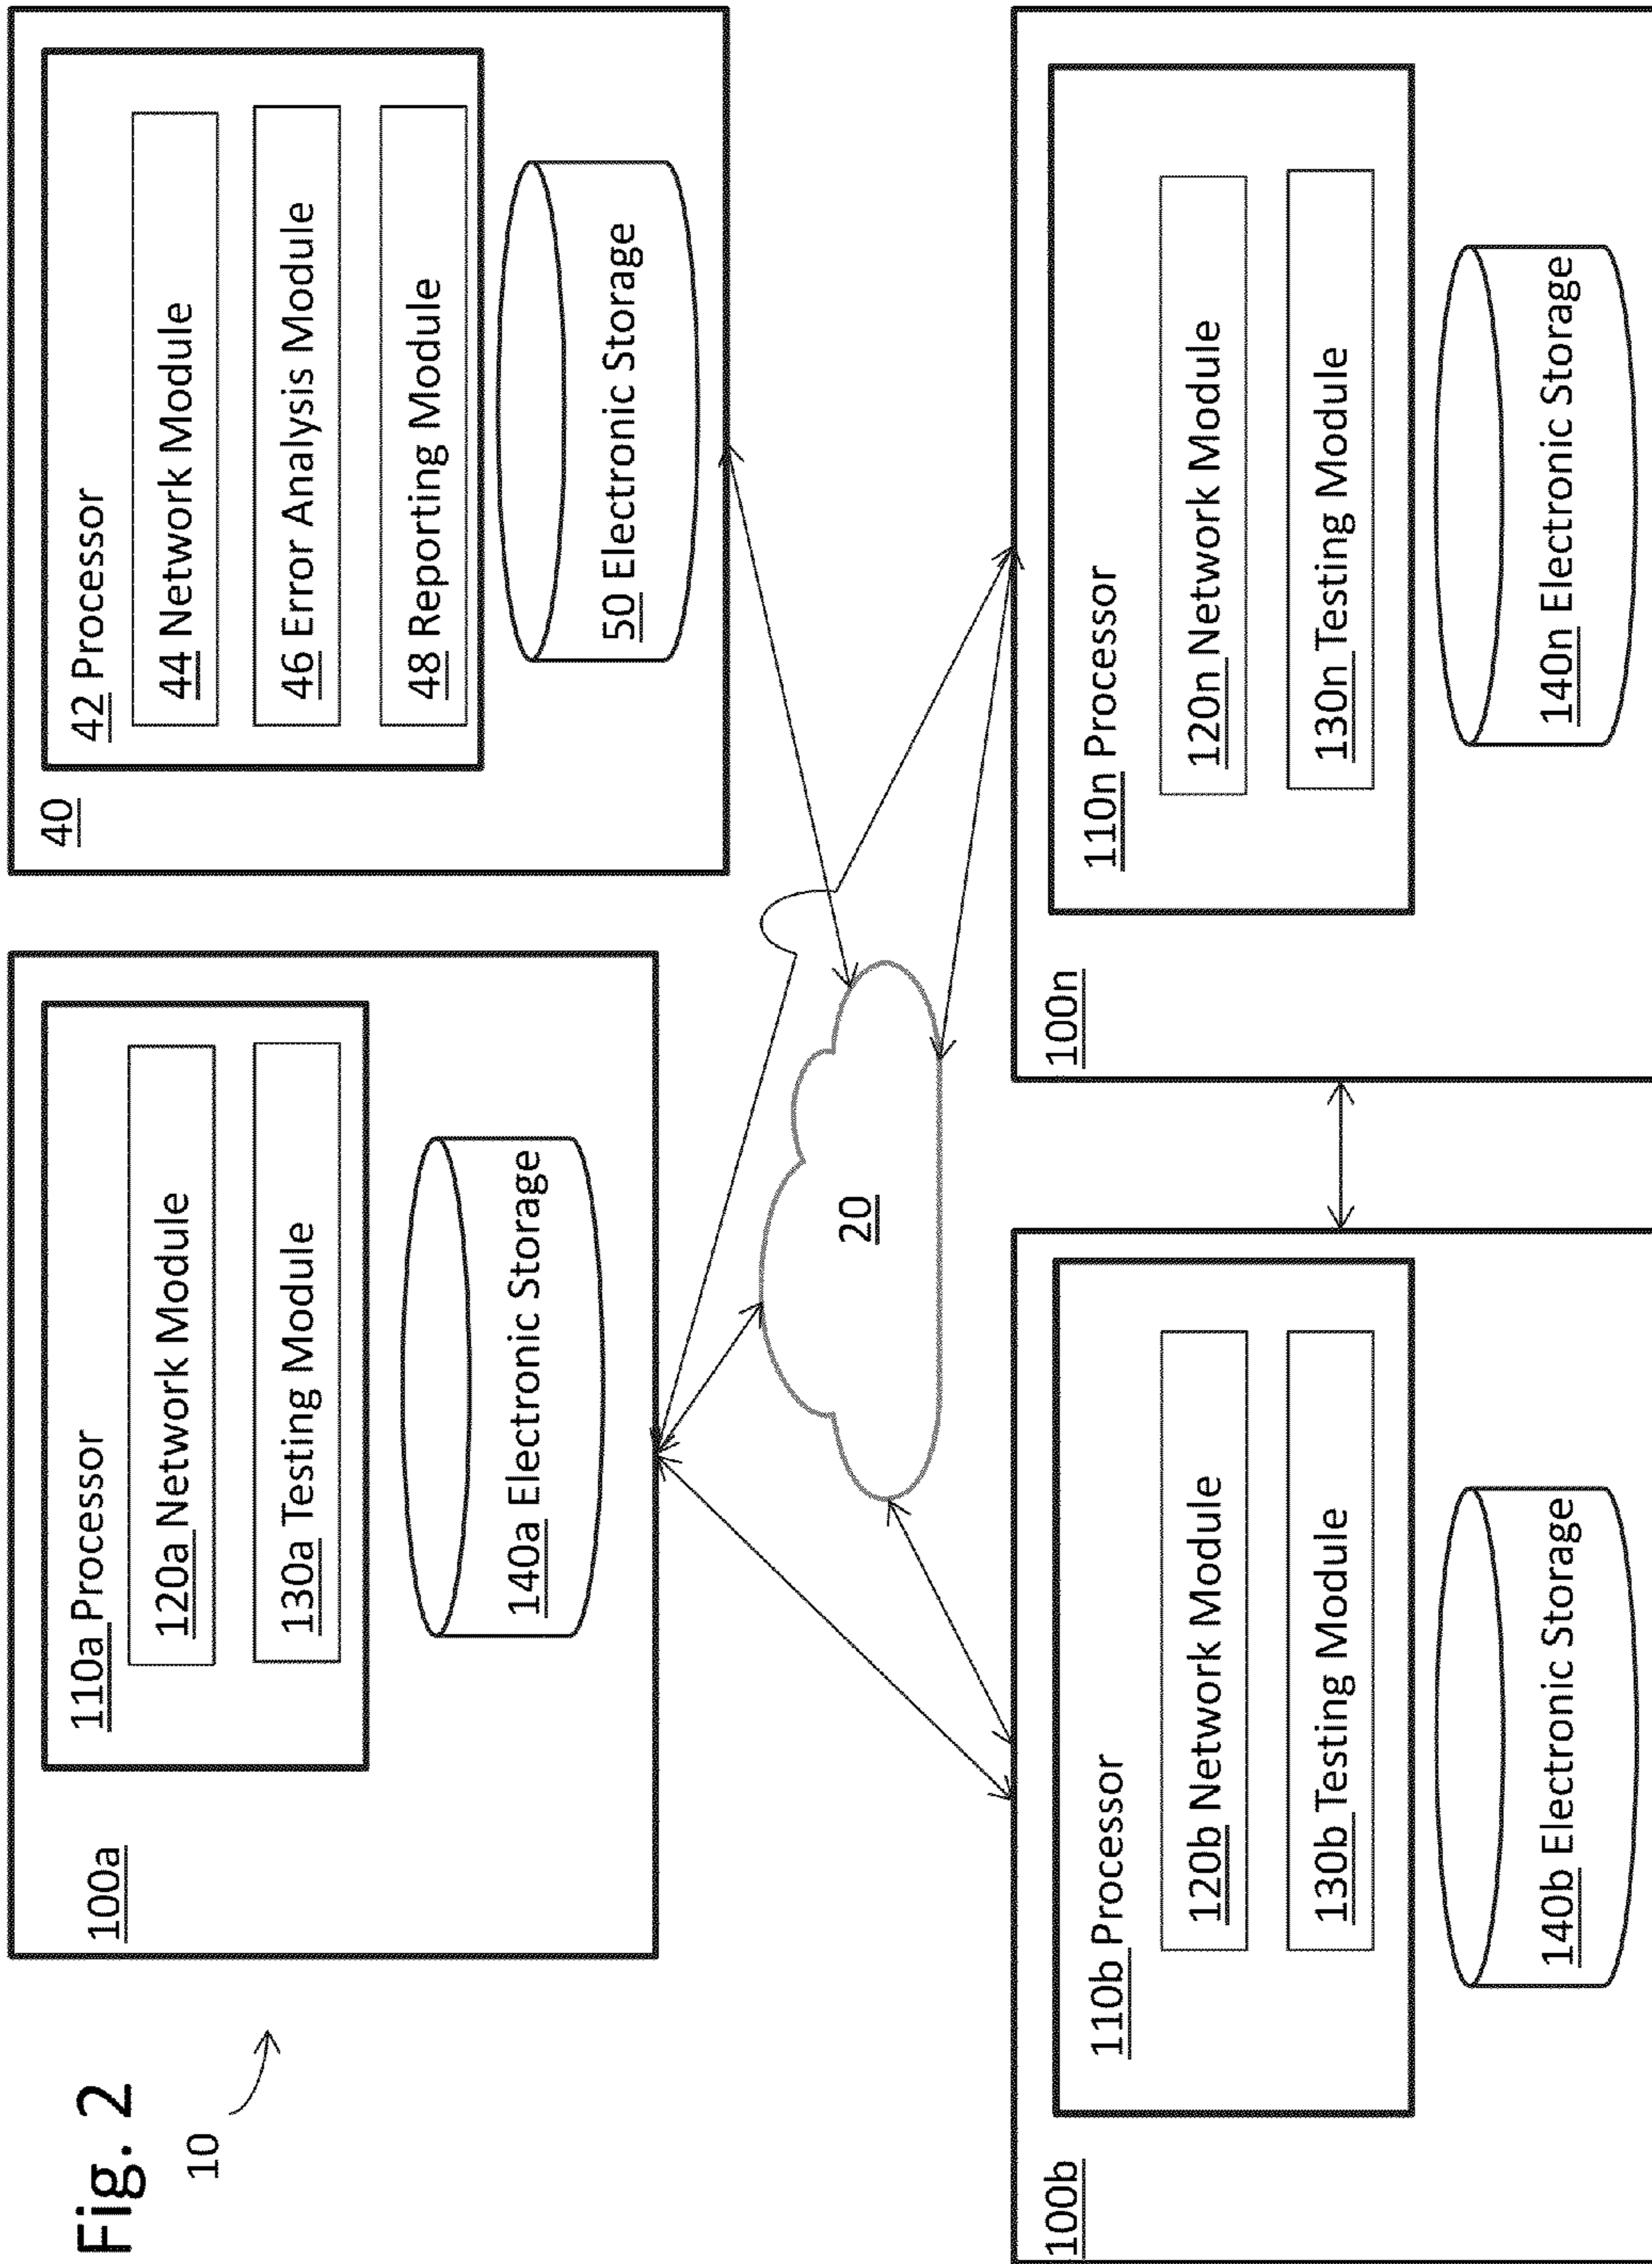 Fig. 2
10
100a
110a Processor
120a Network Module
130a Testing Module
140a Electronic Storage
40
42 Processor
44 Network Module
46 Error Analysis Module
48 Reporting Module
50 Electronic Storage
20
100b
110b Processor
120b Network Module
130b Testing Module
140b Electronic Storage
100n
110n Processor
120n Network Module
130n Testing Module
140n Electronic Storage